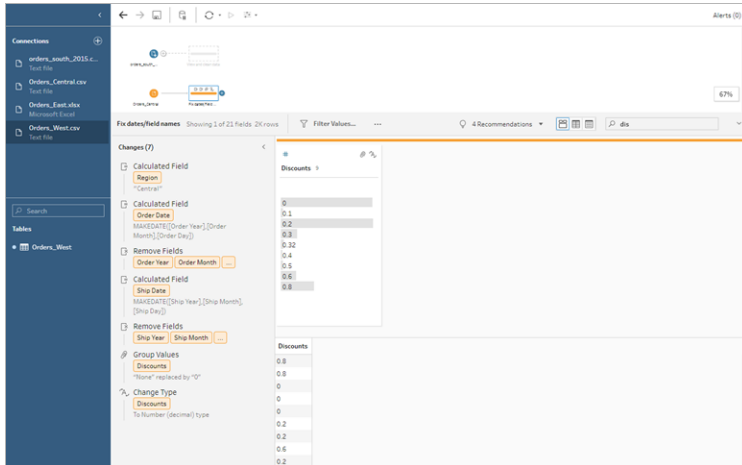 Alerts (0)
Connections
orders_south_2015.c...
Text file
Orders_Central.csv
Text file
Orders_East.xlsx
Microsoft Excel
Orders_West.csv
Text file
Search
Tables
Orders_West
orders_south_...
Orders_Central
Fix dates/field...
67%
Fix dates/field names Showing 1 of 21 fields 2K rows
Filter Values...
4 Recommendations
dis
Changes (7)
Calculated Field
Region
"Central"
Calculated Field
Order Date
MAKEDATE([Order Year],[Order
Month],[Order Day])
Remove Fields
Order Year Order Month ...
Calculated Field
Ship Date
MAKEDATE([Ship Year],[Ship Month],
[Ship Day])
Remove Fields
Ship Year Ship Month ...
Group Values
Discounts
"None" replaced by "0"
Change Type
Discounts
To Number (decimal) type
Discounts 9
0
0.1
0.2
0.3
0.32
0.4
0.5
0.6
0.8
Discounts
0.8
0.8
0
0
0
0.2
0.2
0.6
0.2